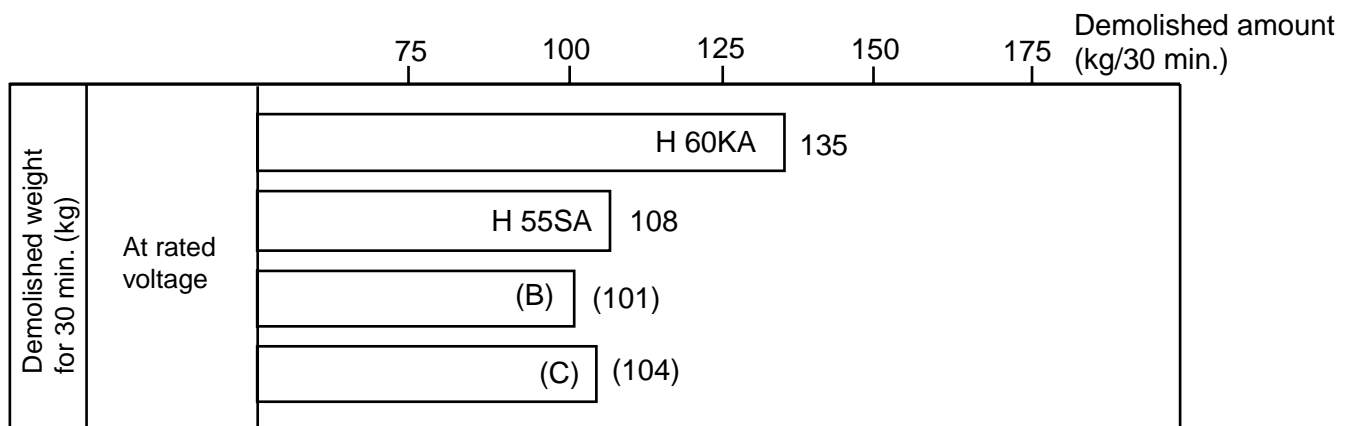 75 100 125 150 175
Demolished amount
(kg/30 min.)
Demolished weight
for 30 min. (kg)
At rated
voltage
H 60KA 135
H 55SA 108
(B) (101)
(C) (104)